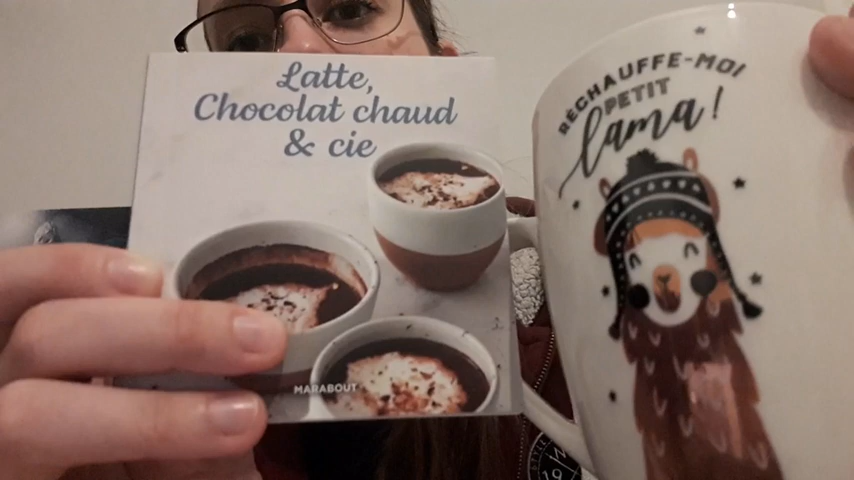 Latte,
Chocolat chaud
& cie
MARABOUT
RÉCHAUFFE-MOI
PETIT
lama!